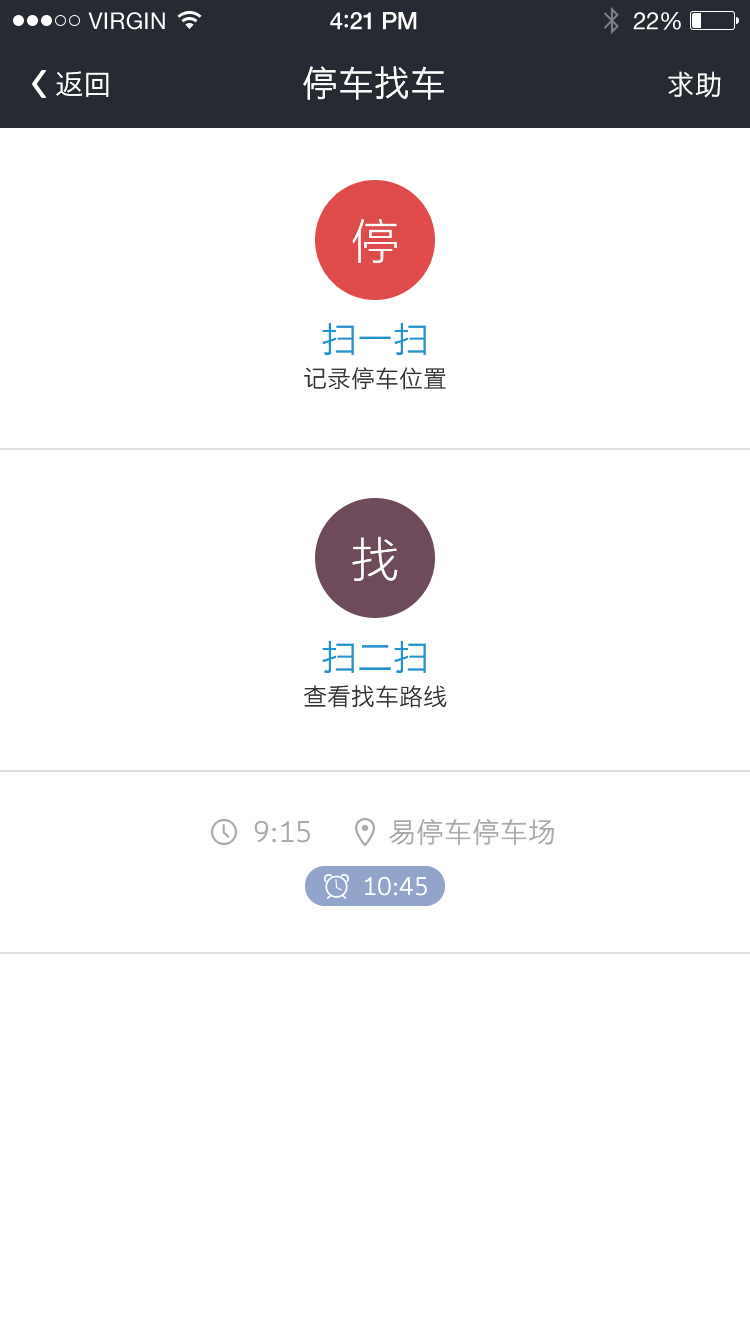 VIRGIN 4:21 PM 22%
返回 停车找车 求助
停
扫一扫
记录停车位置
找
扫二扫
查看找车路线
9:15 易停车停车场
10:45